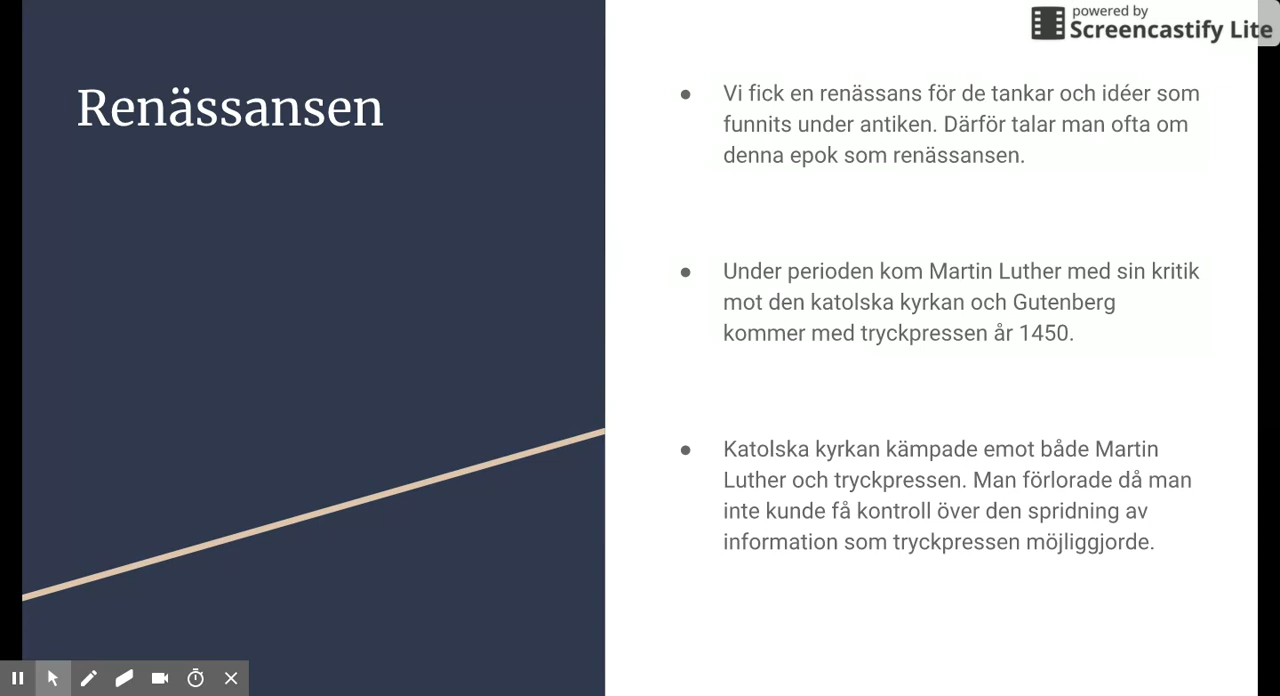 powered by
Screencastify Lite
Renässansen
● Vi fick en renässans för de tankar och idéer som
funnits under antiken. Därför talar man ofta om
denna epok som renässansen.
● Under perioden kom Martin Luther med sin kritik
mot den katolska kyrkan och Gutenberg
kommer med tryckpressen år 1450.
● Katolska kyrkan kämpade emot både Martin
Luther och tryckpressen. Man förlorade då man
inte kunde få kontroll över den spridning av
information som tryckpressen möjliggjorde.